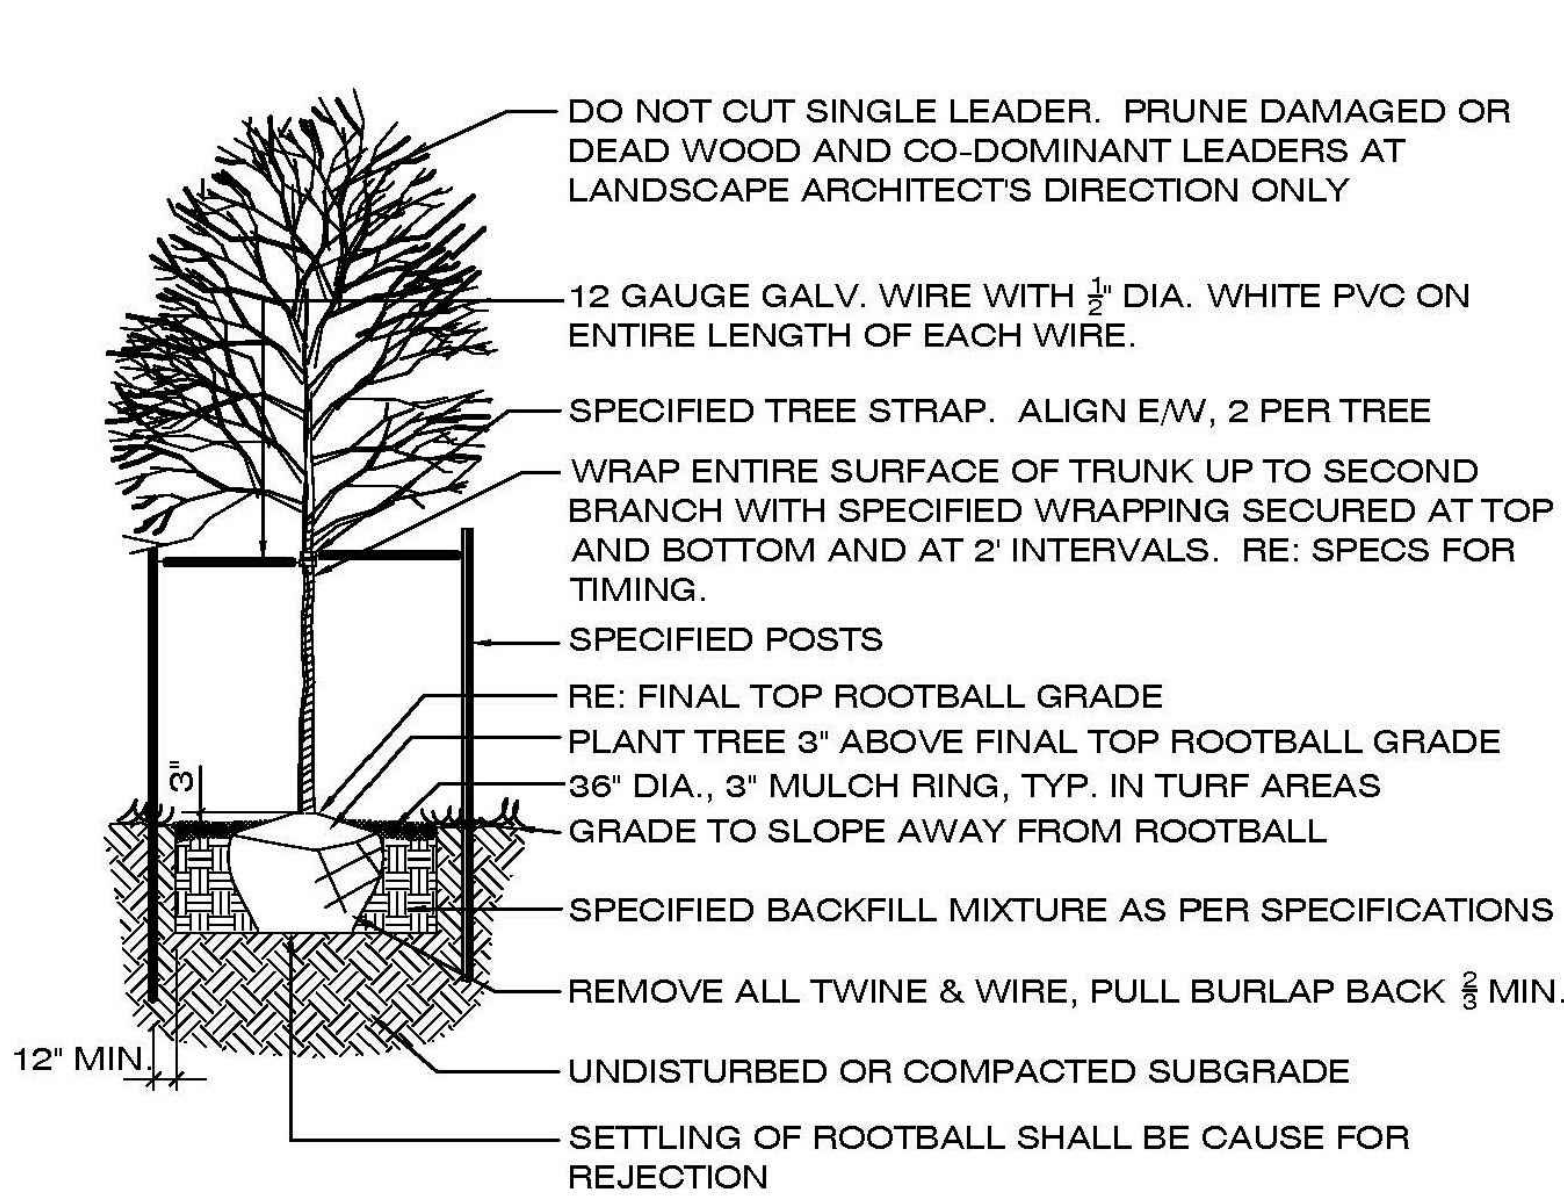 DO NOT CUT SINGLE LEADER. PRUNE DAMAGED OR
DEAD WOOD AND CO-DOMINANT LEADERS AT
LANDSCAPE ARCHITECT'S DIRECTION ONLY
12 GAUGE GALV. WIRE WITH 1/2" DIA. WHITE PVC ON
ENTIRE LENGTH OF EACH WIRE.
SPECIFIED TREE STRAP. ALIGN E/W, 2 PER TREE
WRAP ENTIRE SURFACE OF TRUNK UP TO SECOND
BRANCH WITH SPECIFIED WRAPPING SECURED AT TOP
AND BOTTOM AND AT 2' INTERVALS. RE: SPECS FOR
TIMING.
SPECIFIED POSTS
RE: FINAL TOP ROOTBALL GRADE
PLANT TREE 3" ABOVE FINAL TOP ROOTBALL GRADE
3"
36" DIA., 3" MULCH RING, TYP. IN TURF AREAS
GRADE TO SLOPE AWAY FROM ROOTBALL
SPECIFIED BACKFILL MIXTURE AS PER SPECIFICATIONS
REMOVE ALL TWINE & WIRE, PULL BURLAP BACK 2/3 MIN.
12" MIN.
UNDISTURBED OR COMPACTED SUBGRADE
SETTLING OF ROOTBALL SHALL BE CAUSE FOR
REJECTION